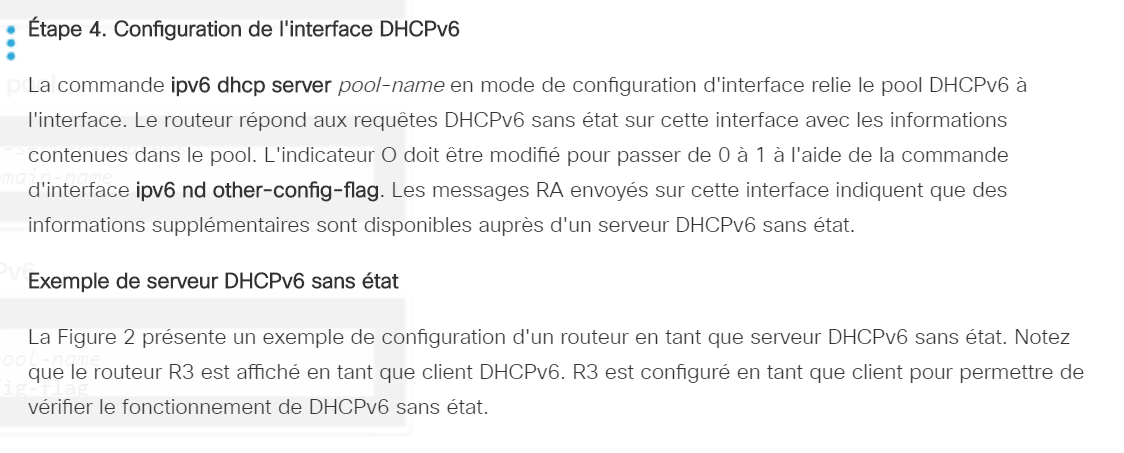 Étape 4. Configuration de l'interface DHCPv6
La commande ipv6 dhcp server pool-name en mode de configuration d'interface relie le pool DHCPv6 à
l'interface. Le routeur répond aux requêtes DHCPv6 sans état sur cette interface avec les informations
contenues dans le pool. L'indicateur O doit être modifié pour passer de 0 à 1 à l'aide de la commande
d'interface ipv6 nd other-config-flag. Les messages RA envoyés sur cette interface indiquent que des
informations supplémentaires sont disponibles auprès d'un serveur DHCPv6 sans état.
Exemple de serveur DHCPv6 sans état
La Figure 2 présente un exemple de configuration d'un routeur en tant que serveur DHCPv6 sans état. Notez
que le routeur R3 est affiché en tant que client DHCPv6. R3 est configuré en tant que client pour permettre de
vérifier le fonctionnement de DHCPv6 sans état.